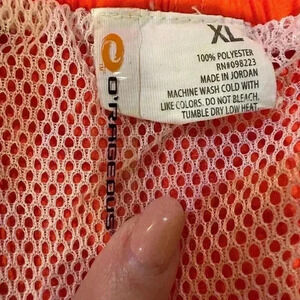 XL
100% POLYESTER
RN#098223
MADE IN JORDAN
MACHINE WASH COLD WITH
LIKE COLORS. DO NOT BLEACH.
TUMBLE DRY LOW HEAT.
O'RAGEOUS